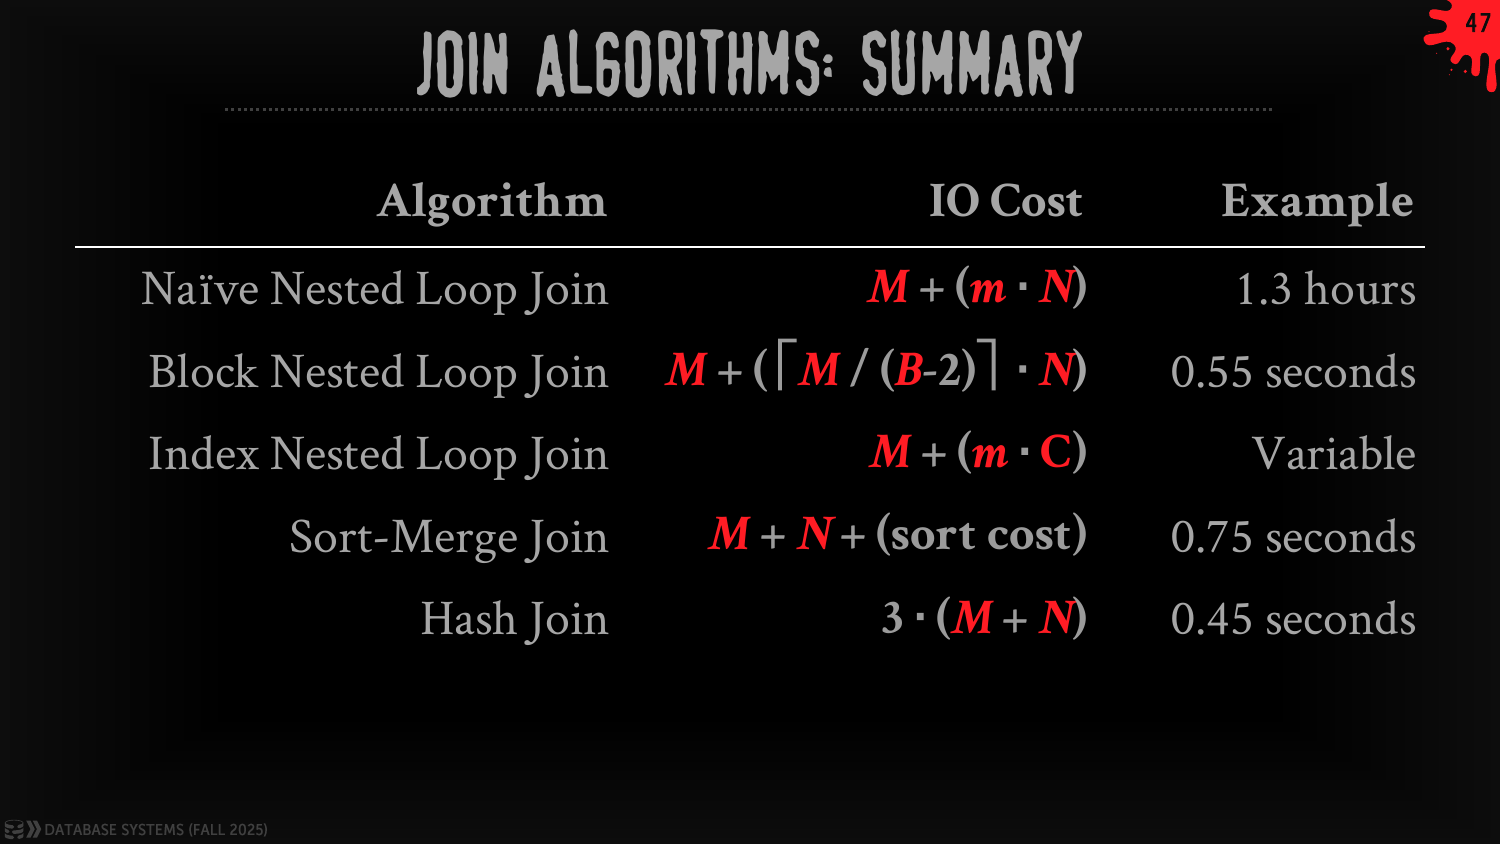 47
JOIN ALGORITHMS: SUMMARY
Algorithm IO Cost Example
Naïve Nested Loop Join M + (m · N) 1.3 hours
Block Nested Loop Join M + (⌈M / (B-2)⌉ · N) 0.55 seconds
Index Nested Loop Join M + (m · C) Variable
Sort-Merge Join M + N + (sort cost) 0.75 seconds
Hash Join 3 · (M + N) 0.45 seconds
DATABASE SYSTEMS (FALL 2025)